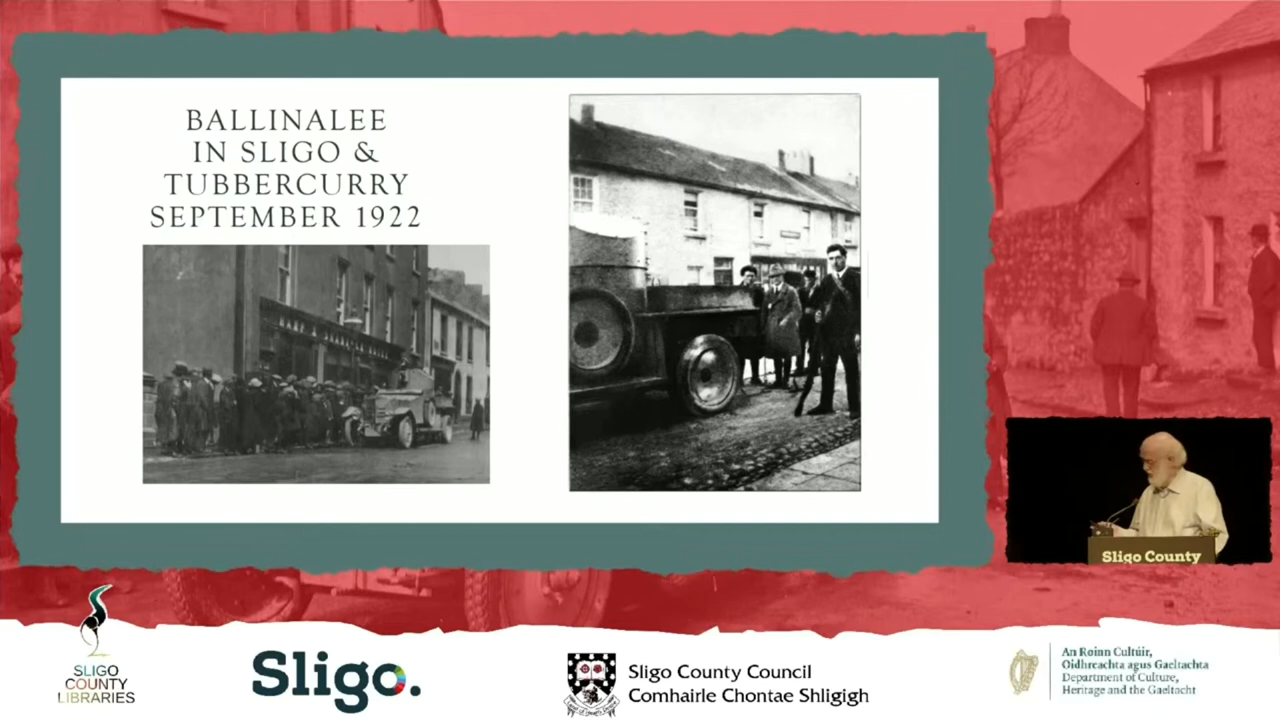 BALLINALEE
IN SLIGO &
TUBBERCURRY
SEPTEMBER 1922
Sligo County
SLIGO
COUNTY
LIBRARIES
Sligo.
Sligo County Council
Comhairle Chontae Shligigh
An Roinn Cultúir,
Oidhreachta agus Gaeltachta
Department of Culture,
Heritage and the Gaeltacht